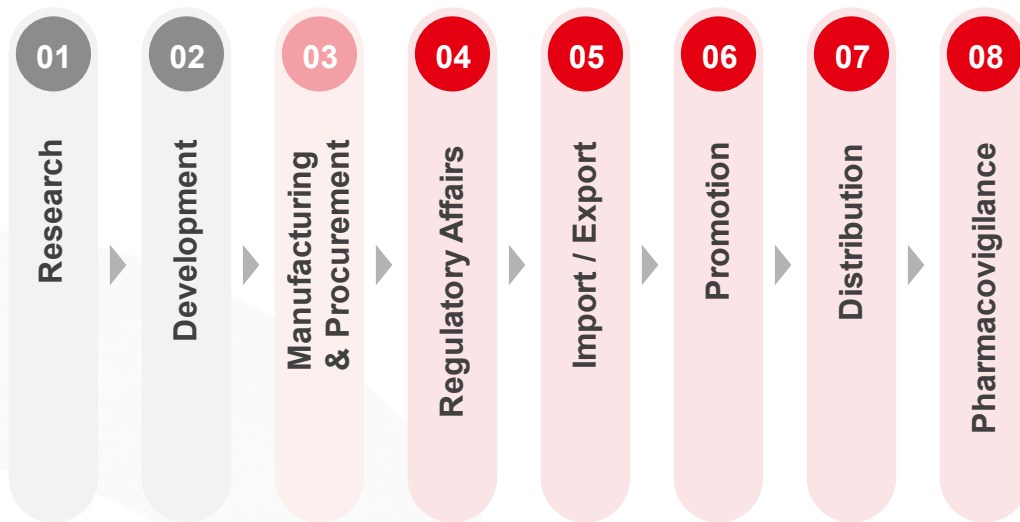 01
Research
02
Development
03
Manufacturing
& Procurement
04
Regulatory Affairs
05
Import / Export
06
Promotion
07
Distribution
08
Pharmacovigilance